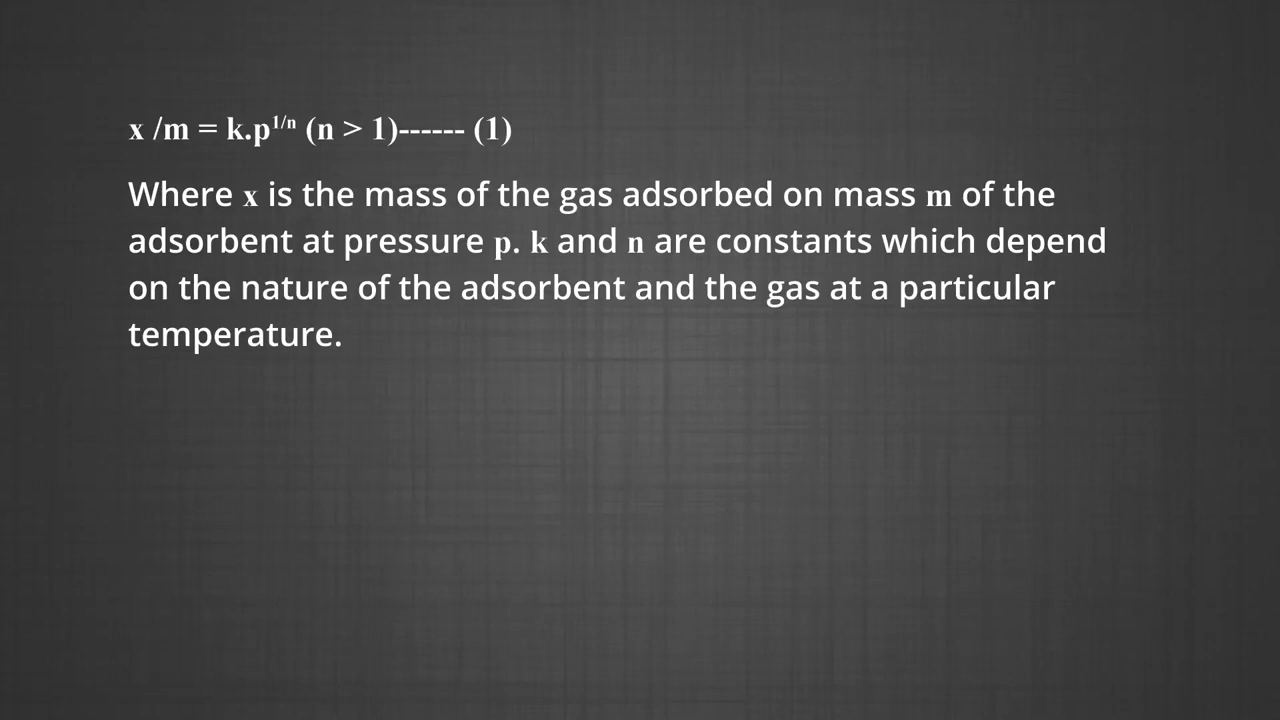 x /m = k.p^1/n (n > 1)------ (1)
Where x is the mass of the gas adsorbed on mass m of the
adsorbent at pressure p. k and n are constants which depend
on the nature of the adsorbent and the gas at a particular
temperature.